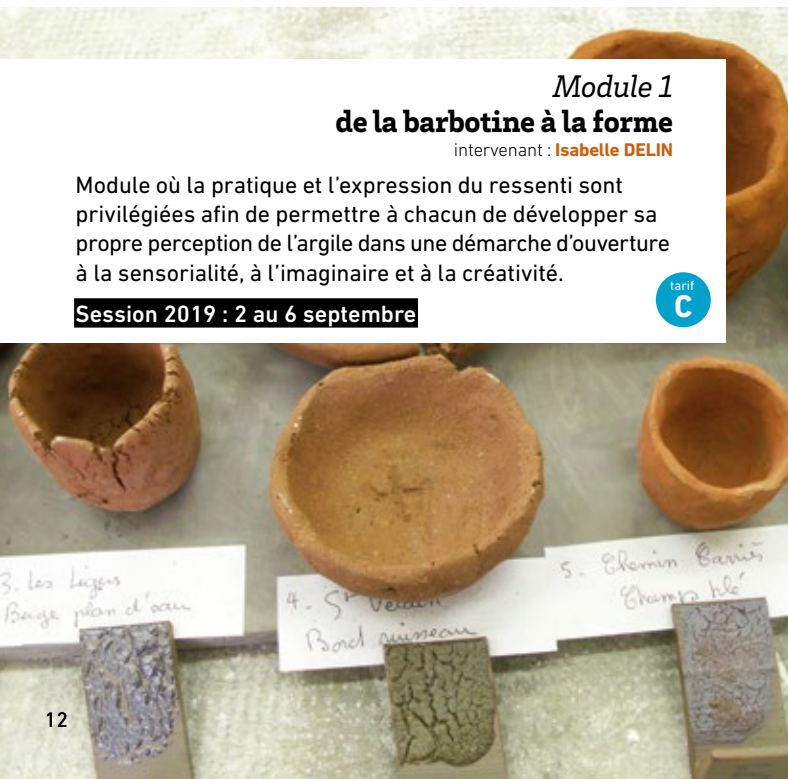 Module 1
de la barbotine à la forme
intervenant : Isabelle DELIN
Module où la pratique et l’expression du ressenti sont
privilégiées afin de permettre à chacun de développer sa
propre perception de l’argile dans une démarche d’ouverture
à la sensorialité, à l’imaginaire et à la créativité.
tarif
C
Session 2019 : 2 au 6 septembre
3. Les
plan d'eau
4. St Verain
Bord ruisseau
5. Chemin
Champ blé
12